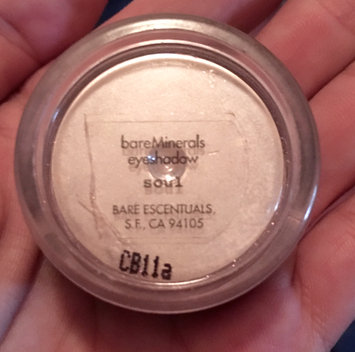 bareMinerals
eyeshadow
soul
BARE ESCENTUALS,
S.F., CA 94105
CB11a